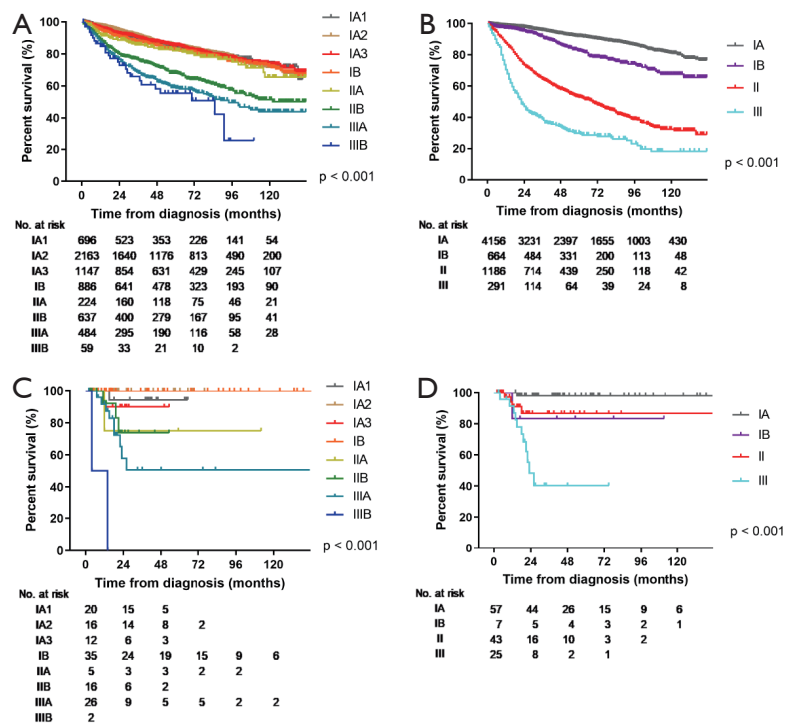 A
100
80
60
40
20
0
Percent survival (%)
0 24 48 72 96 120
Time from diagnosis (months)
IA1
IA2
IA3
IB
IIA
IIB
IIIA
IIIB
p < 0.001
No. at risk
IA1 696 523 353 226 141 54
IA2 2163 1640 1176 813 490 200
IA3 1147 854 631 429 245 107
IB 886 641 478 323 193 90
IIA 224 160 118 75 46 21
IIB 637 400 279 167 95 41
IIIA 484 295 190 116 58 28
IIIB 59 33 21 10 2
B
100
80
60
40
20
0
Percent survival (%)
0 24 48 72 96 120
Time from diagnosis (months)
IA
IB
II
III
p < 0.001
No. at risk
IA 4156 3231 2397 1655 1003 430
IB 664 484 331 200 113 48
II 1186 714 439 250 118 42
III 291 114 64 39 24 8
C
100
80
60
40
20
0
Percent survival (%)
0 24 48 72 96 120
Time from diagnosis (months)
IA1
IA2
IA3
IB
IIA
IIB
IIIA
IIIB
p < 0.001
No. at risk
IA1 20 15 5
IA2 16 14 8 2
IA3 12 6 3
IB 35 24 19 15 9 6
IIA 5 3 3 2 2
IIB 16 6 2
IIIA 26 9 5 5 2 2
IIIB 2
D
100
80
60
40
20
0
Percent survival (%)
0 24 48 72 96 120
Time from diagnosis (months)
IA
IB
II
III
p < 0.001
No. at risk
IA 57 44 26 15 9 6
IB 7 5 4 3 2 1
II 43 16 10 3 2
III 25 8 2 1